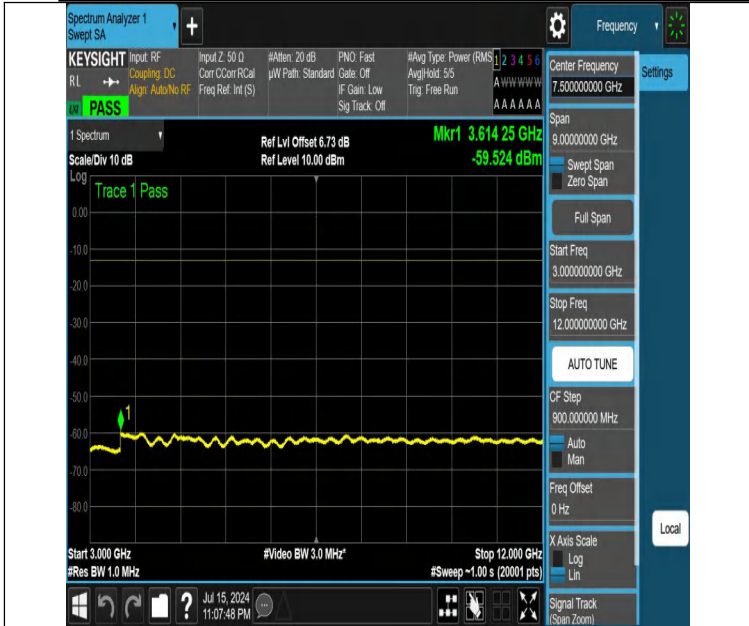 Spectrum Analyzer 1
Swept SA
+
Frequency
KEYSIGHT
RL
PASS
Input: RF
Coupling: DC
Align: Auto/No RF
Input Z: 50 Ω
Corr CCorr RCal
Freq Ref: Int (S)
#Atten: 20 dB
µW Path: Standard
PNO: Fast
Gate: Off
IF Gain: Low
Sig Track: Off
#Avg Type: Power (RMS
Avg|Hold: 5/5
Trig: Free Run
1 2 3 4 5 6
A W W W W W
A A A A A A
1 Spectrum
Scale/Div 10 dB
Ref Lvl Offset 6.73 dB
Ref Level 10.00 dBm
Mkr1 3.614 25 GHz
-59.524 dBm
Log
Trace 1 Pass
0.00
-10.0
-20.0
-30.0
-40.0
-50.0
-60.0
-70.0
-80.0
1
Start 3.000 GHz
#Res BW 1.0 MHz
#Video BW 3.0 MHz*
Stop 12.000 GHz
#Sweep ~1.00 s (20001 pts)
Center Frequency
7.500000000 GHz
Settings
Span
9.00000000 GHz
Swept Span
Zero Span
Full Span
Start Freq
3.000000000 GHz
Stop Freq
12.000000000 GHz
AUTO TUNE
CF Step
900.000000 MHz
Auto
Man
Freq Offset
0 Hz
X Axis Scale
Log
Lin
Local
Signal Track
(Span Zoom)
?
Jul 15, 2024
11:07:48 PM